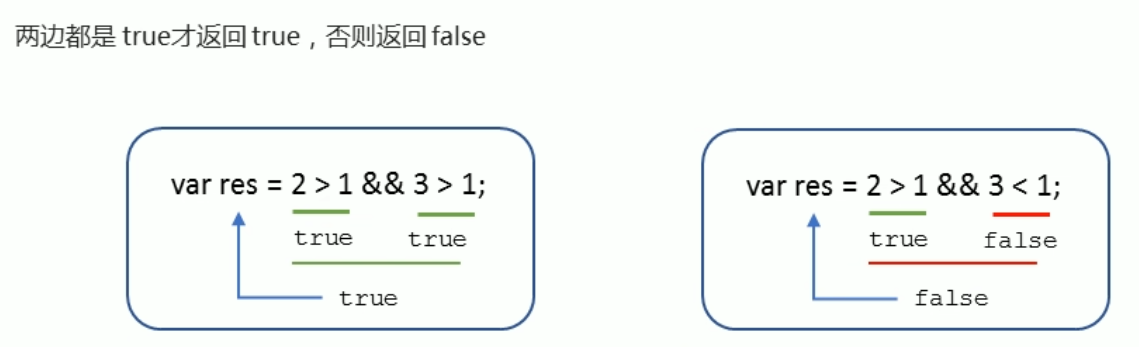 两边都是 true才返回 true，否则返回 false
var res = 2 > 1 && 3 > 1;
true true
true
var res = 2 > 1 && 3 < 1;
true false
false